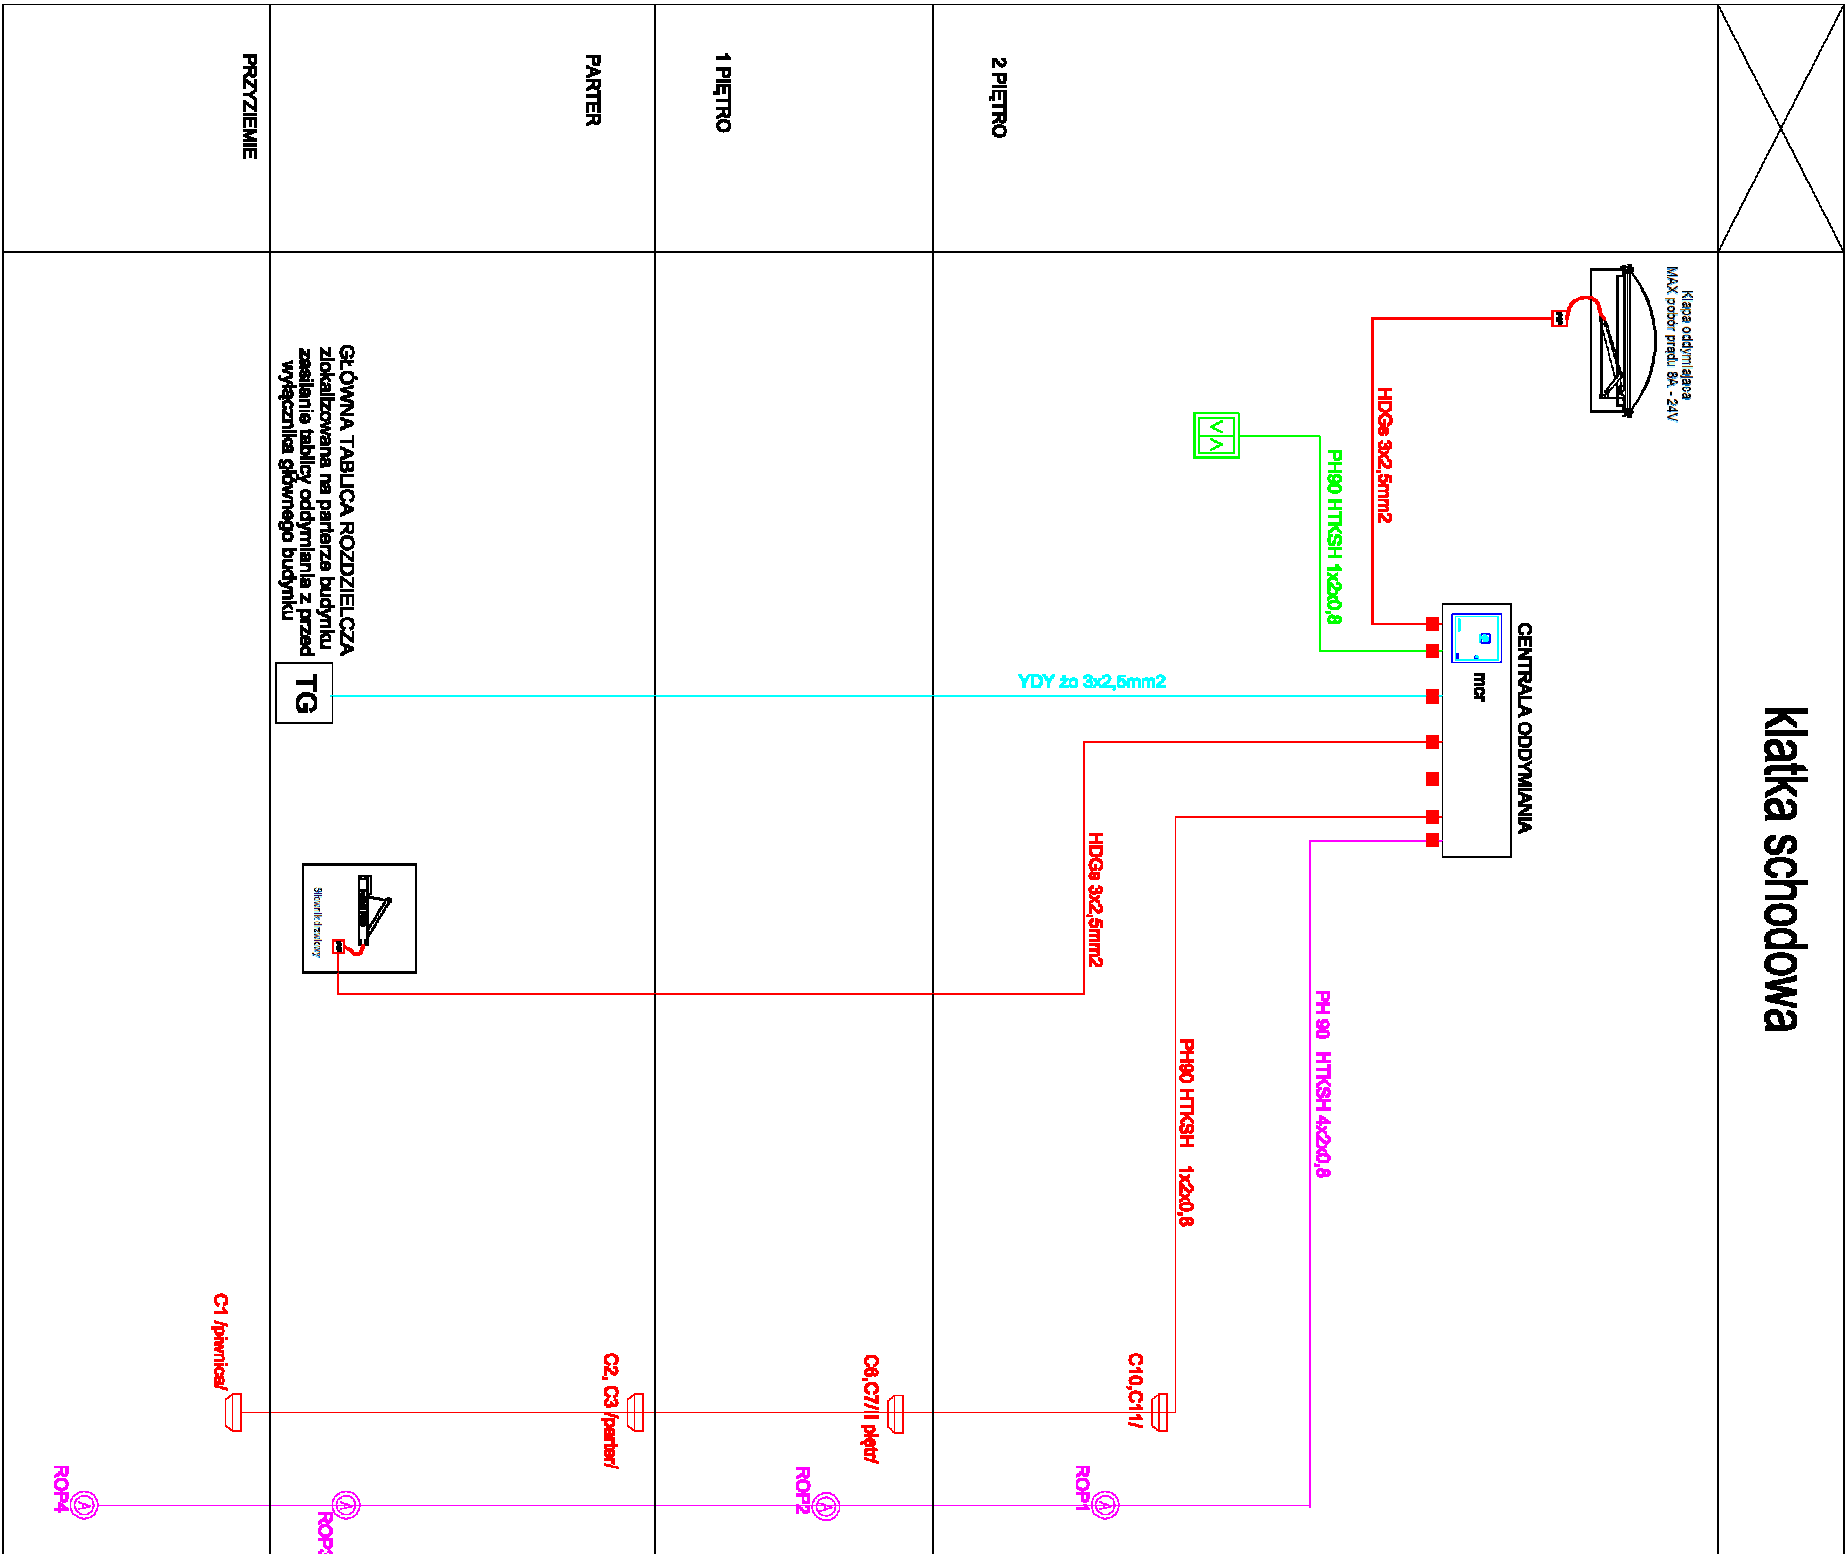 klatka schodowa
Klapa oddymiająca
MAX pobór prądu 8A - 24V
CENTRALA ODDYMIANIA
mcr
HDGs 3x2,5mm2
PH90 HTKSH 1x2x0,8
YDY żo 3x2,5mm2
HDGs 3x2,5mm2
PH90 HTKSH 1x2x0,8
PH 90 HTKSH 4x2x0,8
2 PIĘTRO
C10,C11/
ROP1
1 PIĘTRO
C6,C7/I piętr/
ROP2
PARTER
GŁÓWNA TABLICA ROZDZIELCZA
zlokalizowana na parterze budynku
zasilanie tablicy oddymiania z przed
wyłącznika głównego budynku
TG
C2, C3 /parter/
PRZYZIEMIE
C1 /piwnica/
ROP4